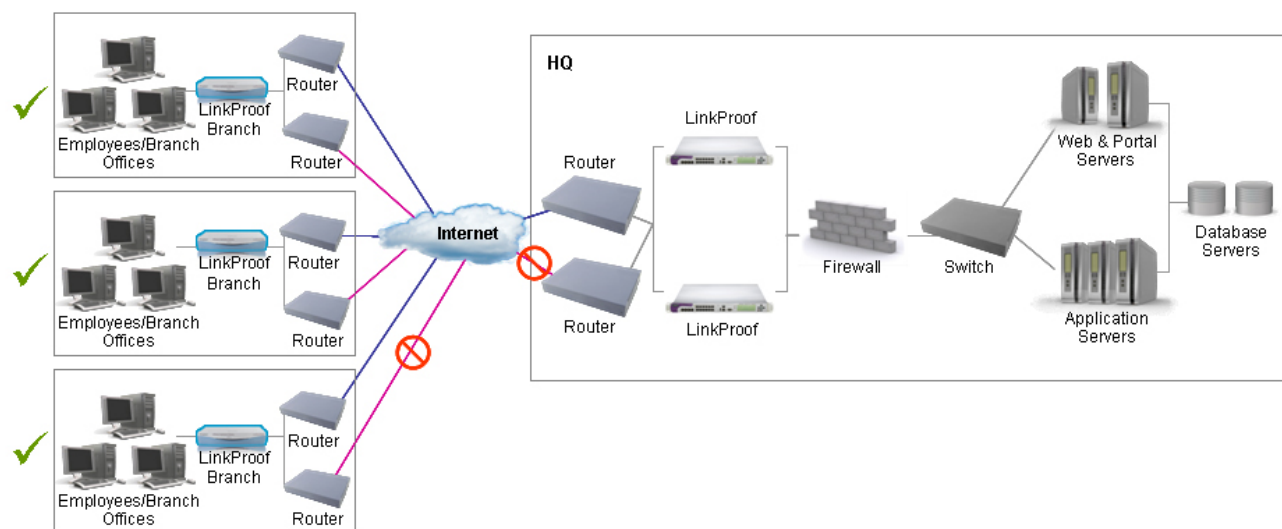 Router
LinkProof
Branch
Employees/Branch
Offices
Router
Router
LinkProof
Branch
Employees/Branch
Offices
Router
Router
LinkProof
Branch
Employees/Branch
Offices
Router
Internet
HQ
Router
Router
LinkProof
LinkProof
Firewall
Switch
Web & Portal
Servers
Application
Servers
Database
Servers